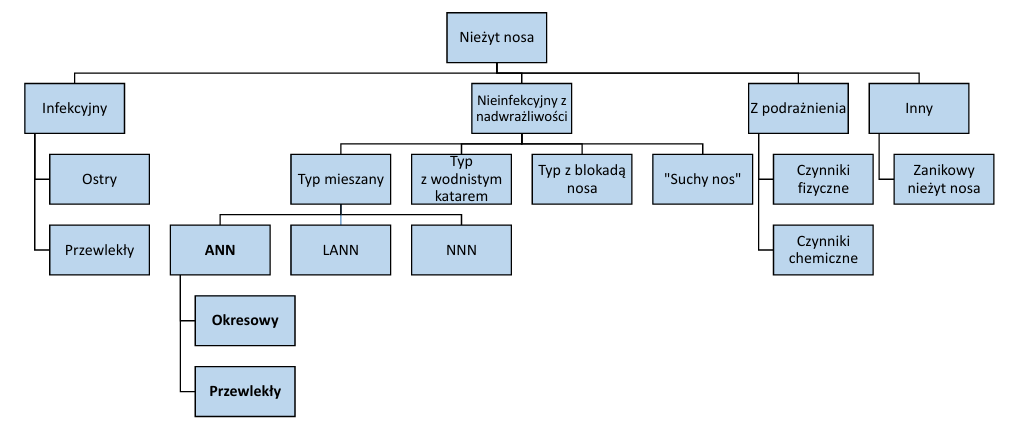 Nieżyt nosa
Infekcyjny
Nieinfekcyjny z
nadwrażliwości
Z podrażnienia
Inny
Ostry
Typ mieszany
Typ
z wodnistym
katarem
Typ z blokadą
nosa
"Suchy nos"
Czynniki
fizyczne
Zanikowy
nieżyt nosa
Przewlekły
ANN
LANN
NNN
Czynniki
chemiczne
Okresowy
Przewlekły